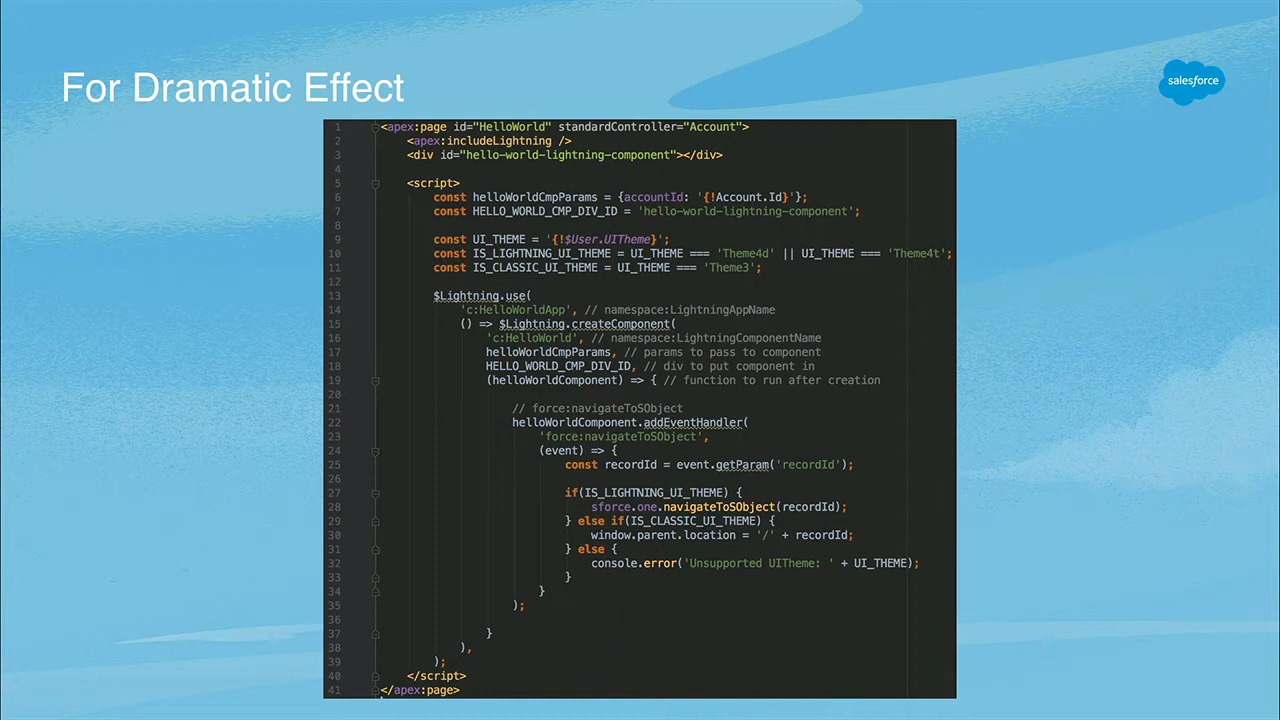 For Dramatic Effect
salesforce
1 <apex:page id="HelloWorld" standardController="Account">
2 <apex:includeLightning />
3 <div id="hello-world-lightning-component"></div>
4
5 <script>
6 const helloWorldCmpParams = {accountId: '{!Account.Id}'};
7 const HELLO_WORLD_CMP_DIV_ID = 'hello-world-lightning-component';
8
9 const UI_THEME = '{!$User.UITheme}';
10 const IS_LIGHTNING_UI_THEME = UI_THEME === 'Theme4d' || UI_THEME === 'Theme4t';
11 const IS_CLASSIC_UI_THEME = UI_THEME === 'Theme3';
12
13 $Lightning.use(
14 'c:HelloWorldApp', // namespace:LightningAppName
15 () => $Lightning.createComponent(
16 'c:HelloWorld', // namespace:LightningComponentName
17 helloWorldCmpParams, // params to pass to component
18 HELLO_WORLD_CMP_DIV_ID, // div to put component in
19 (helloWorldComponent) => { // function to run after creation
20
21 // force:navigateToSObject
22 helloWorldComponent.addEventHandler(
23 'force:navigateToSObject',
24 (event) => {
25 const recordId = event.getParam('recordId');
26
27 if(IS_LIGHTNING_UI_THEME) {
28 sforce.one.navigateToSObject(recordId);
29 } else if(IS_CLASSIC_UI_THEME) {
30 window.parent.location = '/' + recordId;
31 } else {
32 console.error('Unsupported UITheme: ' + UI_THEME);
33 }
34 }
35 );
36
37 }
38 ),
39 );
40 </script>
41 </apex:page>